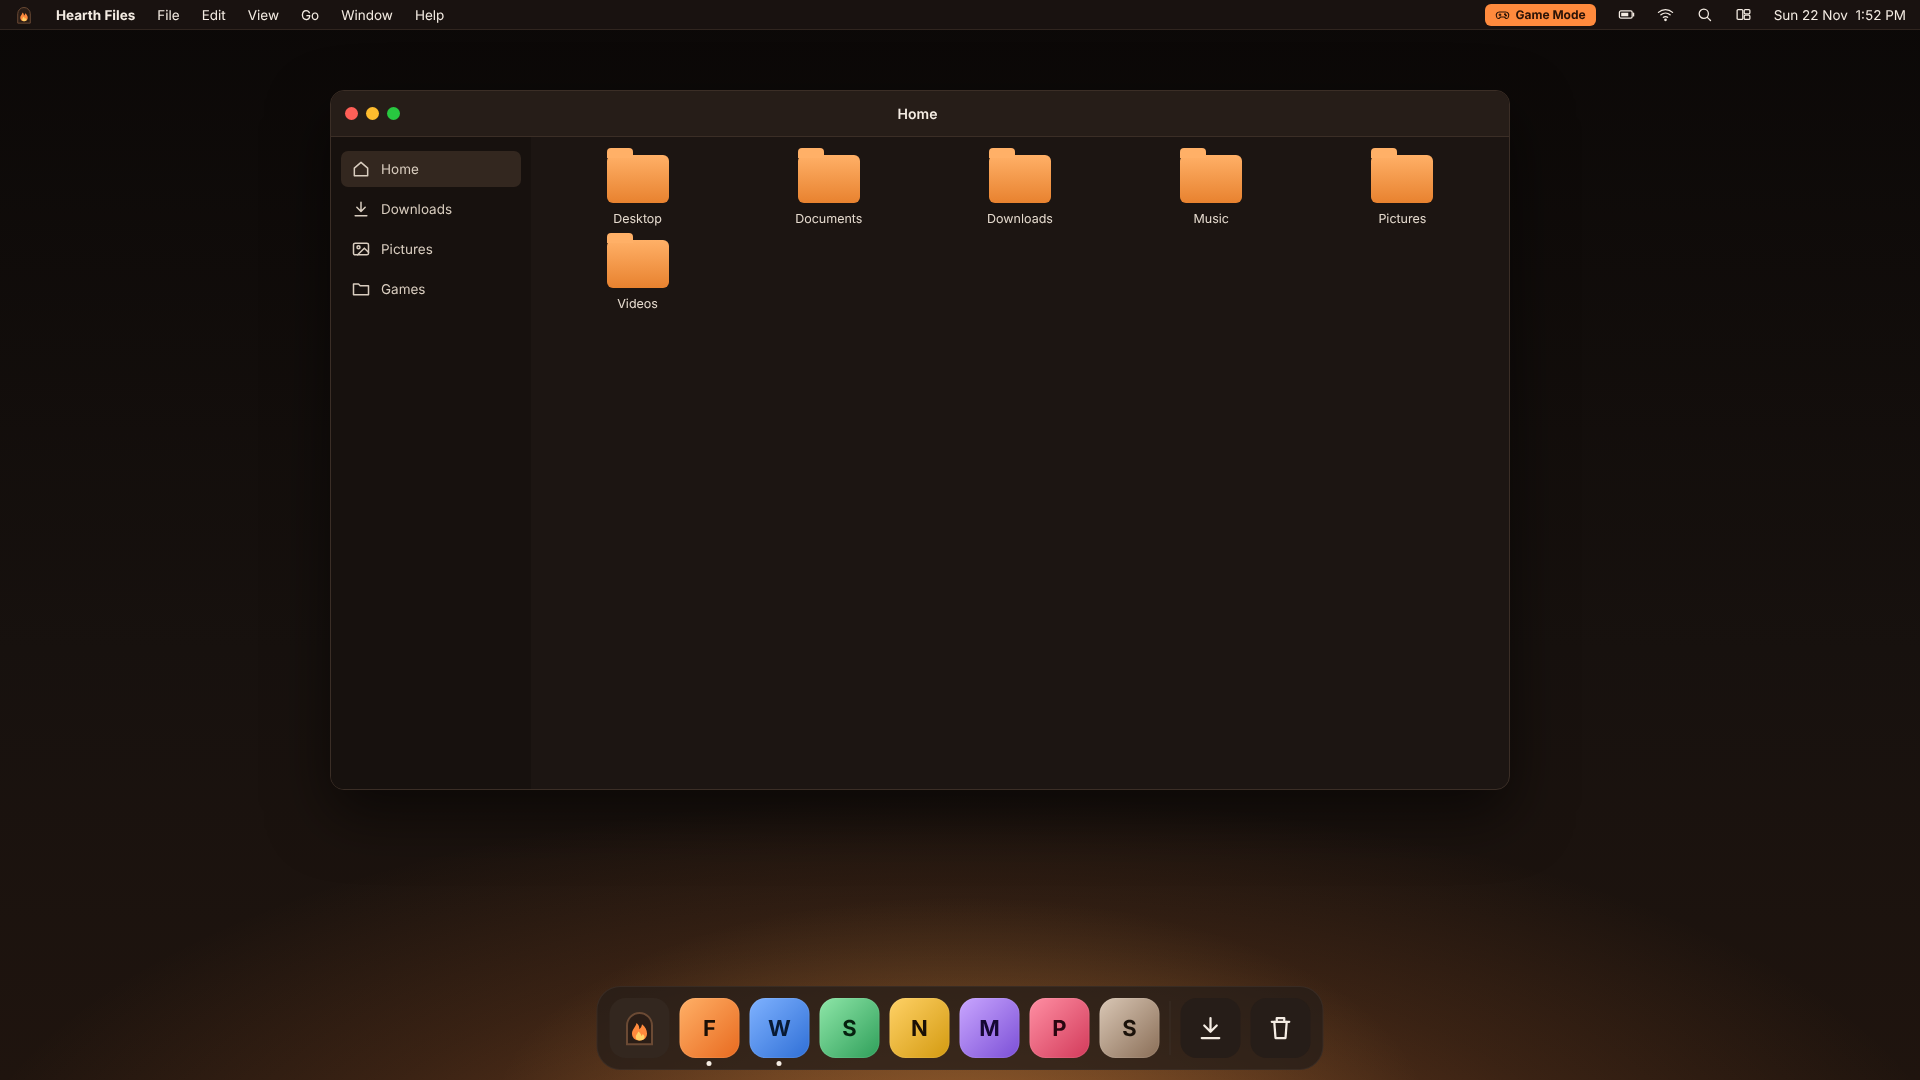 Hearth Files File Edit View Go Window Help Game Mode Sun 22 Nov 1:52 PM
Home
Home
Downloads
Pictures
Games
Desktop Documents Downloads Music Pictures
Videos
F W S N M P S